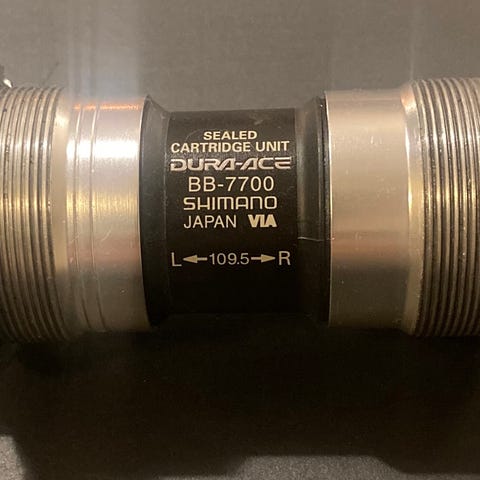 SEALED
CARTRIDGE UNIT
DURA-ACE
BB-7700
SHIMANO
JAPAN VIA
L←109.5→R